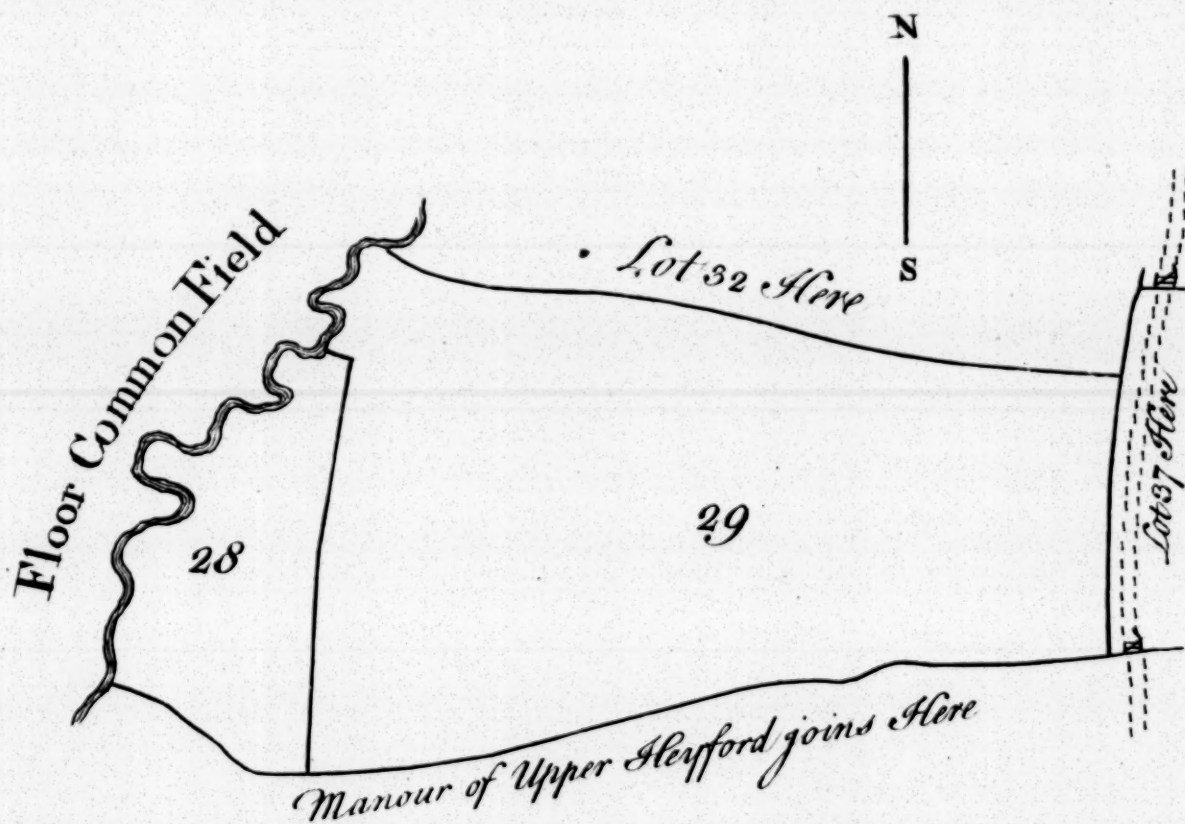 N
S
Floor Common Field
Lot 32 Here
Lot 37 Here
28
29
Manour of Upper Heyford joins Here